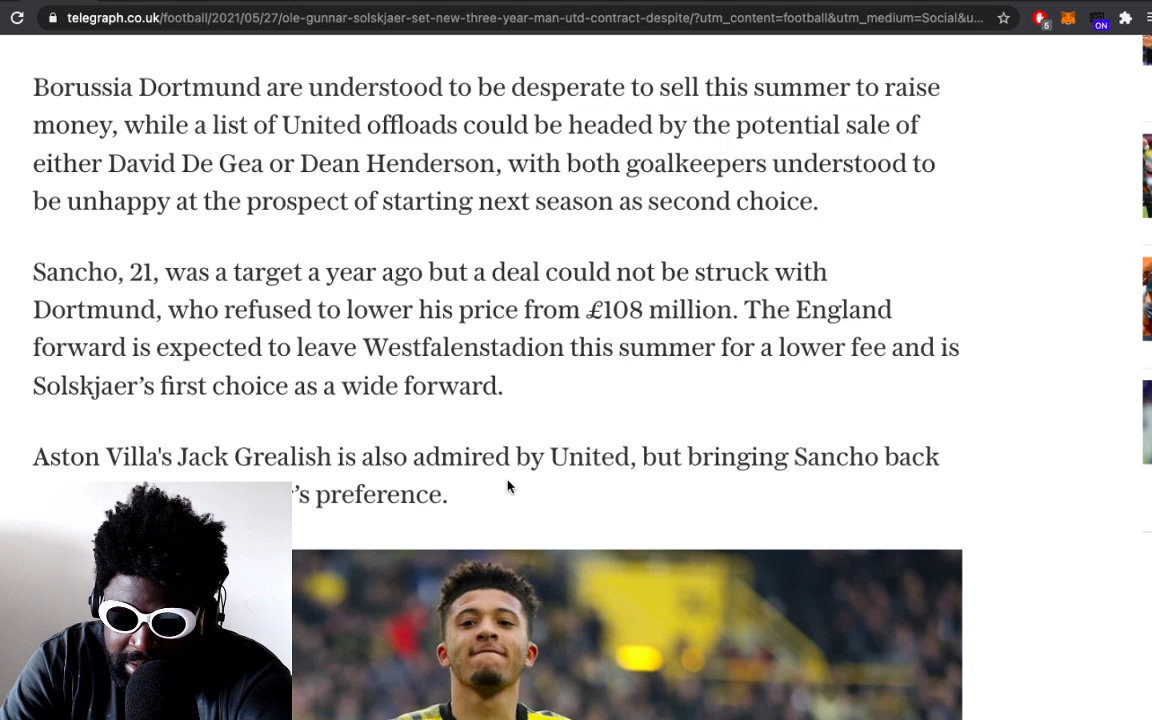 telegraph.co.uk/football/2021/05/27/ole-gunnar-solskjaer-set-new-three-year-man-utd-contract-despite/?utm_content=football&utm_medium=Social&u...
5
ON
Borussia Dortmund are understood to be desperate to sell this summer to raise
money, while a list of United offloads could be headed by the potential sale of
either David De Gea or Dean Henderson, with both goalkeepers understood to
be unhappy at the prospect of starting next season as second choice.
Sancho, 21, was a target a year ago but a deal could not be struck with
Dortmund, who refused to lower his price from £108 million. The England
forward is expected to leave Westfalenstadion this summer for a lower fee and is
Solskjaer’s first choice as a wide forward.
Aston Villa's Jack Grealish is also admired by United, but bringing Sancho back
’s preference.